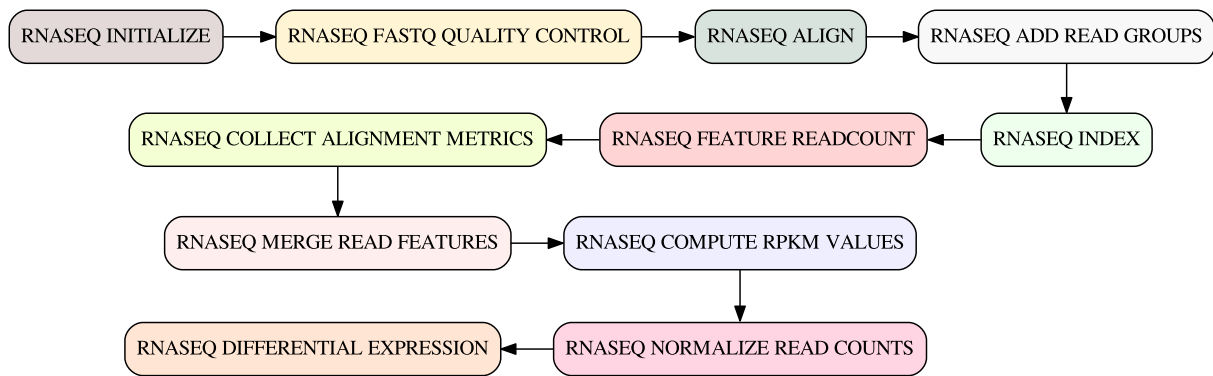 RNASEQ INITIALIZE
RNASEQ FASTQ QUALITY CONTROL
RNASEQ ALIGN
RNASEQ ADD READ GROUPS
RNASEQ INDEX
RNASEQ FEATURE READCOUNT
RNASEQ COLLECT ALIGNMENT METRICS
RNASEQ MERGE READ FEATURES
RNASEQ COMPUTE RPKM VALUES
RNASEQ NORMALIZE READ COUNTS
RNASEQ DIFFERENTIAL EXPRESSION